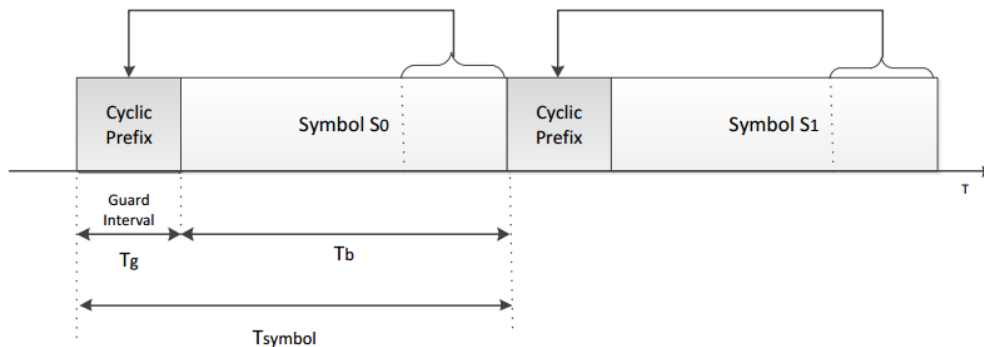 Cyclic
Prefix
Symbol S0
Cyclic
Prefix
Symbol S1
T
Guard
Interval
Tg
Tb
Tsymbol